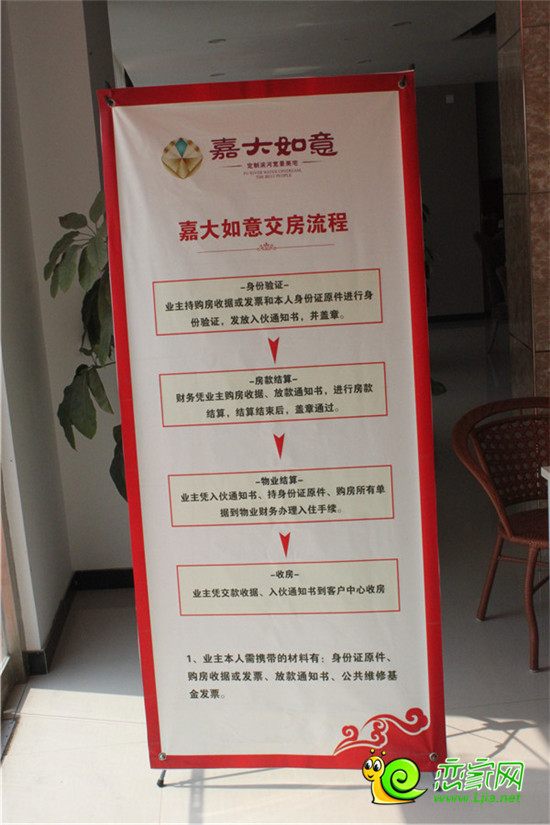 嘉大如意
定制滨河宽景美宅
嘉大如意交房流程
-身份验证-
业主持购房收据或发票和本人身份证原件进行身
份验证，发放入伙通知书，并盖章。
-房款结算-
财务凭业主购房收据、放款通知书，进行房款
结算，结算结束后，盖章通过。
-物业结算-
业主凭入伙通知书、持身份证原件、购房所有单
据到物业财务办理入住手续。
-收房-
业主凭交款收据、入伙通知书到客户中心收房
1、业主本人需携带的材料有：身份证原件、
购房收据或发票、放款通知书、公共维修基
金发票。
恋家网
www.Ljia.net